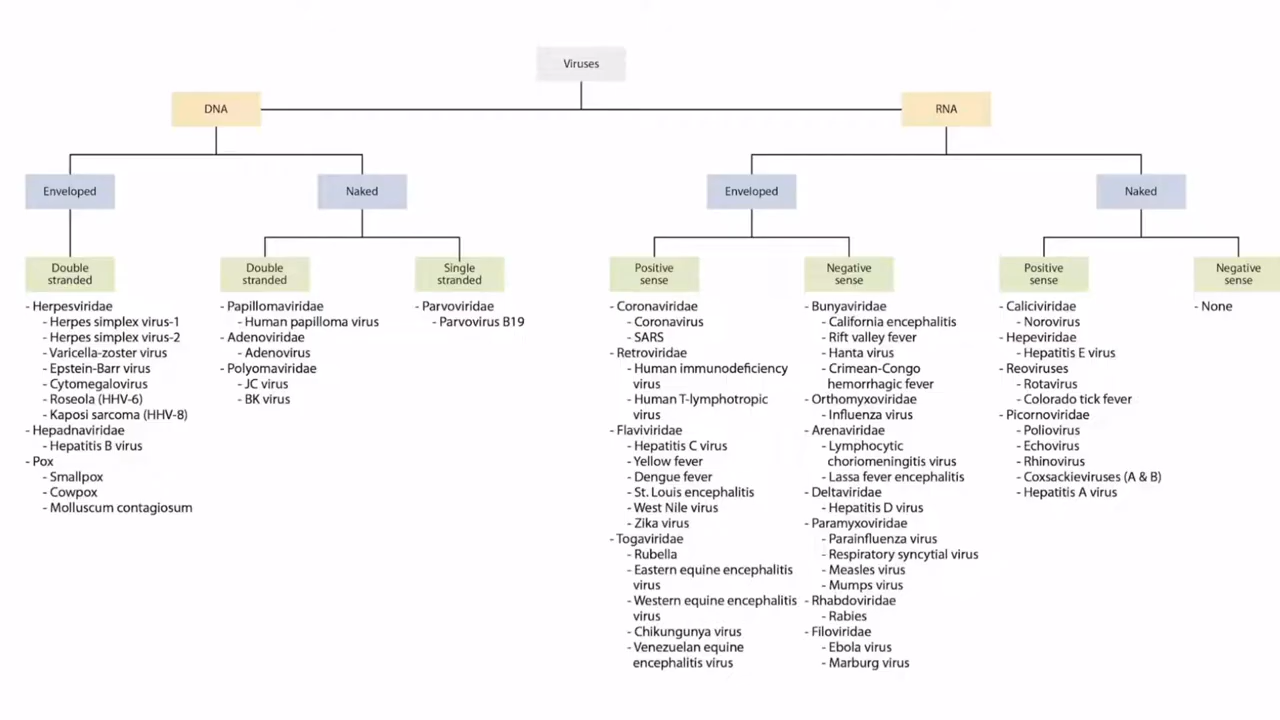 Viruses
DNA
RNA
Enveloped
Naked
Enveloped
Naked
Double
stranded
- Herpesviridae
- Herpes simplex virus-1
- Herpes simplex virus-2
- Varicella-zoster virus
- Epstein-Barr virus
- Cytomegalovirus
- Roseola (HHV-6)
- Kaposi sarcoma (HHV-8)
- Hepadnaviridae
- Hepatitis B virus
- Pox
- Smallpox
- Cowpox
- Molluscum contagiosum
Double
stranded
- Papillomaviridae
- Human papilloma virus
- Adenoviridae
- Adenovirus
- Polyomaviridae
- JC virus
- BK virus
Single
stranded
- Parvoviridae
- Parvovirus B19
Positive
sense
- Coronaviridae
- Coronavirus
- SARS
- Retroviridae
- Human immunodeficiency
virus
- Human T-lymphotropic
virus
- Flaviviridae
- Hepatitis C virus
- Yellow fever
- Dengue fever
- St. Louis encephalitis
- West Nile virus
- Zika virus
- Togaviridae
- Rubella
- Eastern equine encephalitis
virus
- Western equine encephalitis
virus
- Chikungunya virus
- Venezuelan equine
encephalitis virus
Negative
sense
- Bunyaviridae
- California encephalitis
- Rift valley fever
- Hanta virus
- Crimean-Congo
hemorrhagic fever
- Orthomyxoviridae
- Influenza virus
- Arenaviridae
- Lymphocytic
choriomeningitis virus
- Lassa fever encephalitis
- Deltaviridae
- Hepatitis D virus
- Paramyxoviridae
- Parainfluenza virus
- Respiratory syncytial virus
- Measles virus
- Mumps virus
- Rhabdoviridae
- Rabies
- Filoviridae
- Ebola virus
- Marburg virus
Positive
sense
- Caliciviridae
- Norovirus
- Hepeviridae
- Hepatitis E virus
- Reoviruses
- Rotavirus
- Colorado tick fever
- Picornoviridae
- Poliovirus
- Echovirus
- Rhinovirus
- Coxsackieviruses (A & B)
- Hepatitis A virus
Negative
sense
- None